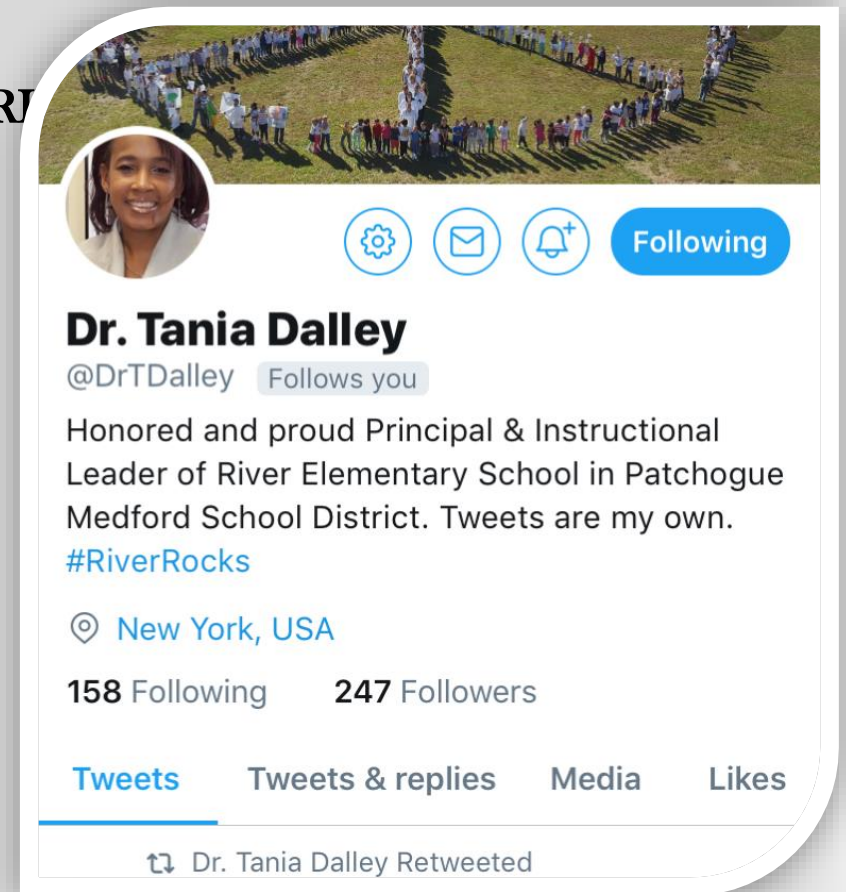 Following
Dr. Tania Dalley
@DrTDalley Follows you
Honored and proud Principal & Instructional
Leader of River Elementary School in Patchogue
Medford School District. Tweets are my own.
#RiverRocks
New York, USA
158 Following 247 Followers
Tweets Tweets & replies Media Likes
Dr. Tania Dalley Retweeted